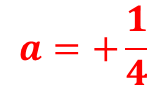 a = +1/4